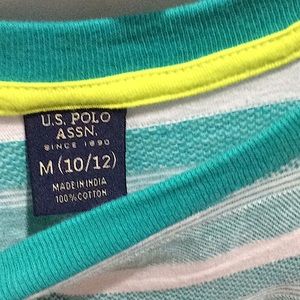 U.S. POLO
ASSN.
SINCE 1890
M (10/12)
MADE IN INDIA
100% COTTON